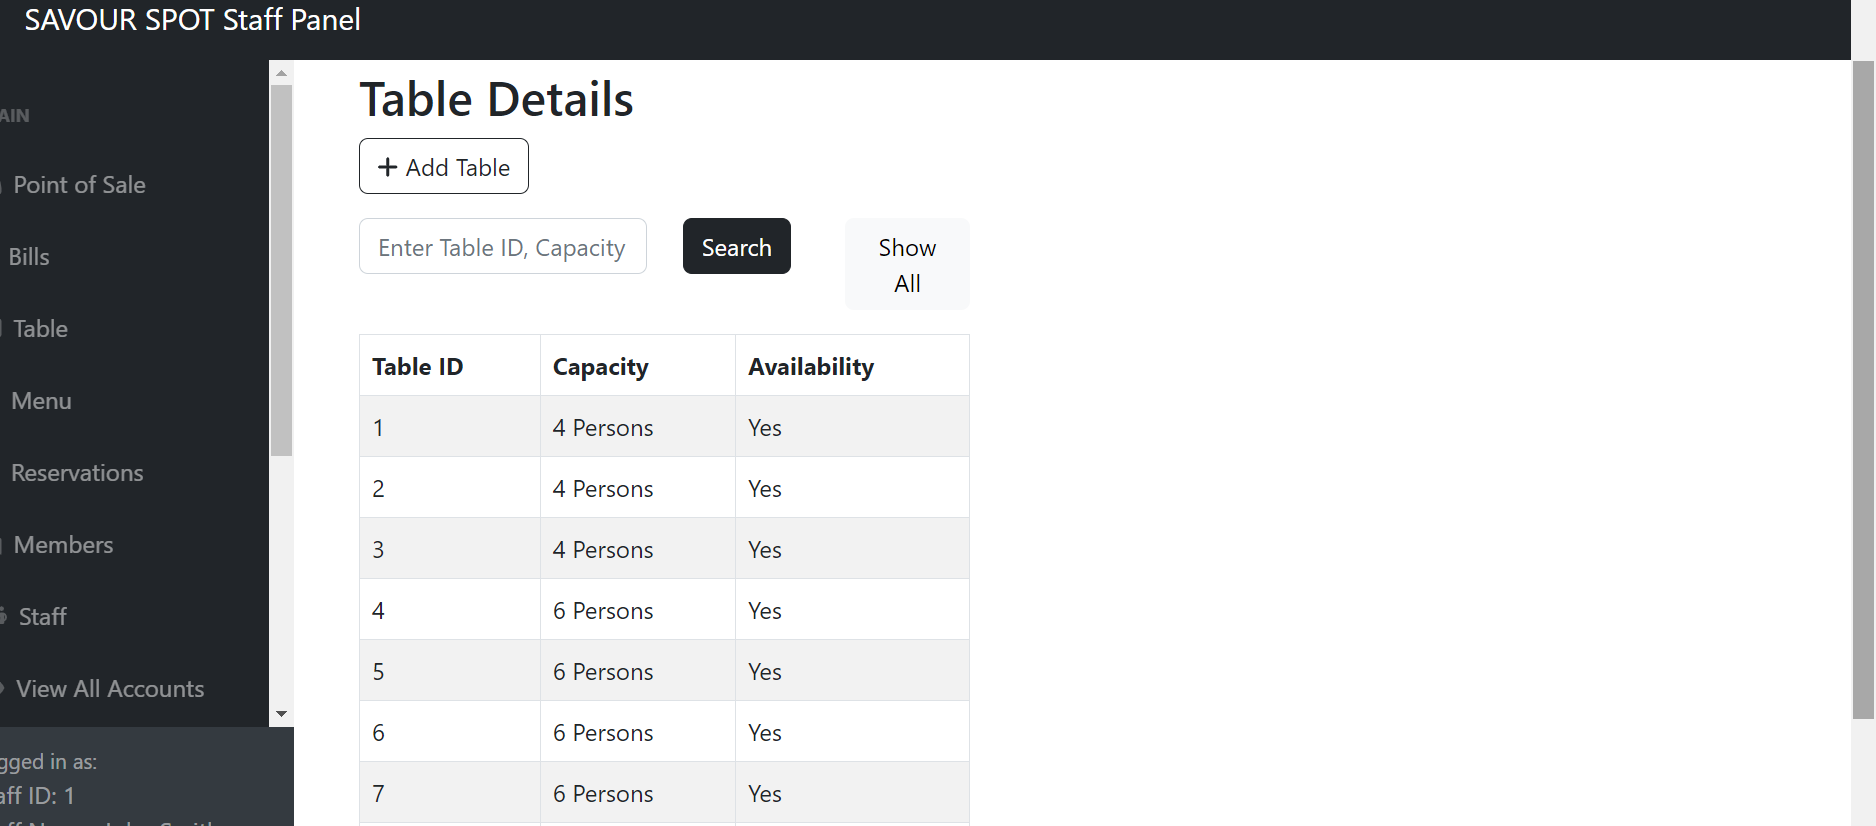 SAVOUR SPOT Staff Panel
AIN
Point of Sale
Bills
Table
Menu
Reservations
Members
Staff
View All Accounts
gged in as:
aff ID: 1
Table Details
+ Add Table
Enter Table ID, Capacity
Search
Show
All
Table ID Capacity Availability
1 4 Persons Yes
2 4 Persons Yes
3 4 Persons Yes
4 6 Persons Yes
5 6 Persons Yes
6 6 Persons Yes
7 6 Persons Yes